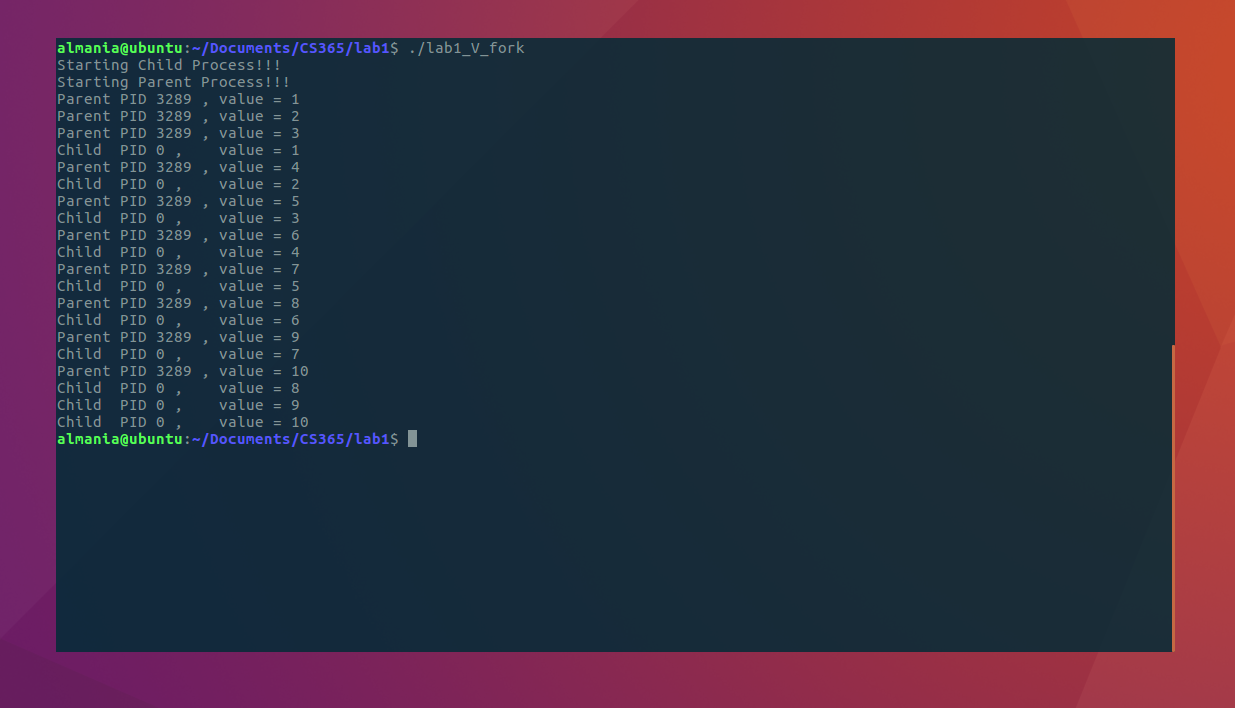 almania@ubuntu:~/Documents/CS365/lab1$ ./lab1_V_fork
Starting Child Process!!!
Starting Parent Process!!!
Parent PID 3289 , value = 1
Parent PID 3289 , value = 2
Parent PID 3289 , value = 3
Child  PID 0 ,    value = 1
Parent PID 3289 , value = 4
Child  PID 0 ,    value = 2
Parent PID 3289 , value = 5
Child  PID 0 ,    value = 3
Parent PID 3289 , value = 6
Child  PID 0 ,    value = 4
Parent PID 3289 , value = 7
Child  PID 0 ,    value = 5
Parent PID 3289 , value = 8
Child  PID 0 ,    value = 6
Parent PID 3289 , value = 9
Child  PID 0 ,    value = 7
Parent PID 3289 , value = 10
Child  PID 0 ,    value = 8
Child  PID 0 ,    value = 9
Child  PID 0 ,    value = 10
almania@ubuntu:~/Documents/CS365/lab1$